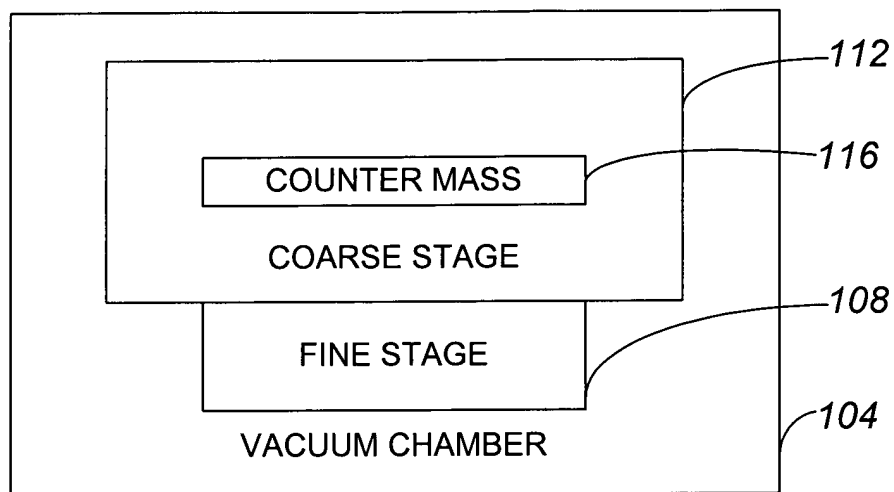 112
116
COUNTER MASS
COARSE STAGE
108
FINE STAGE
104
VACUUM CHAMBER